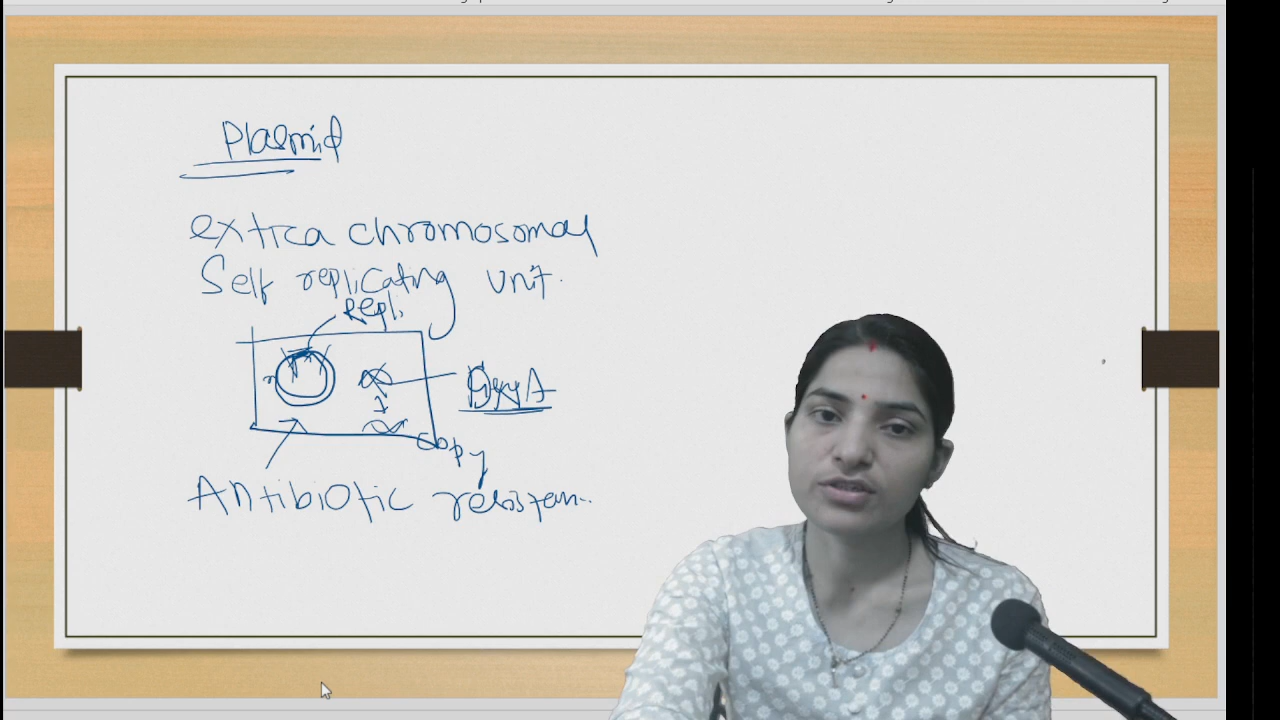 Plasmid
extra chromosomal
Self replicating unit.
Repli.
copy
Antibiotic resistan..